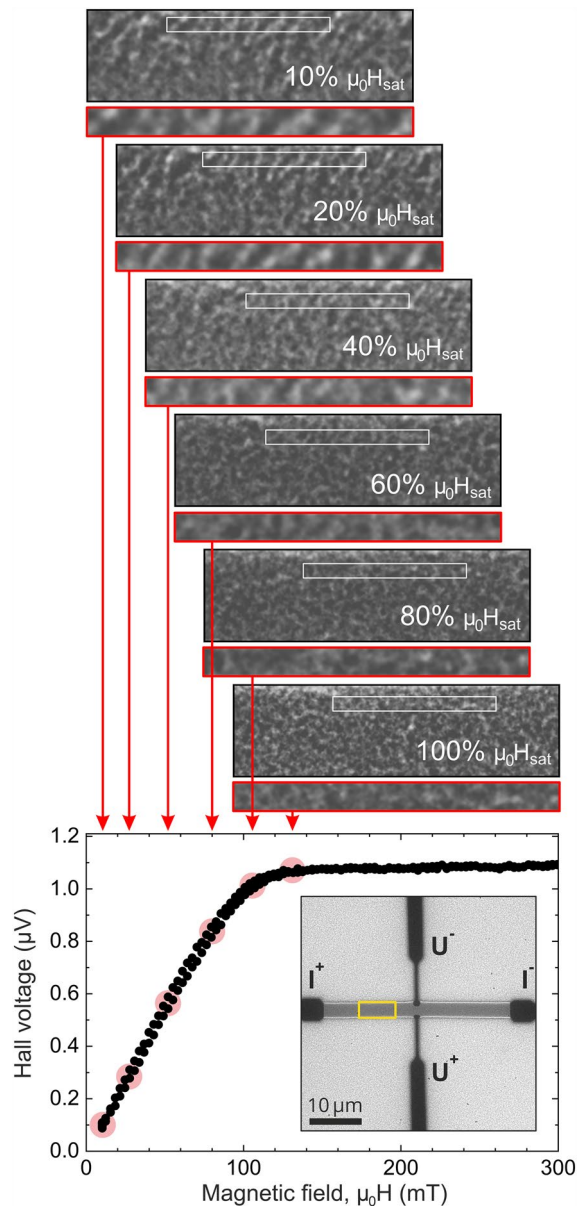 10% μ₀Hsat
20% μ₀Hsat
40% μ₀Hsat
60% μ₀Hsat
80% μ₀Hsat
100% μ₀Hsat
1.2
1.0
0.8
0.6
0.4
0.2
0.0
Hall voltage (μV)
U⁻
I⁺ I⁻
U⁺
10 μm
0 100 200 300
Magnetic field, μ₀H (mT)